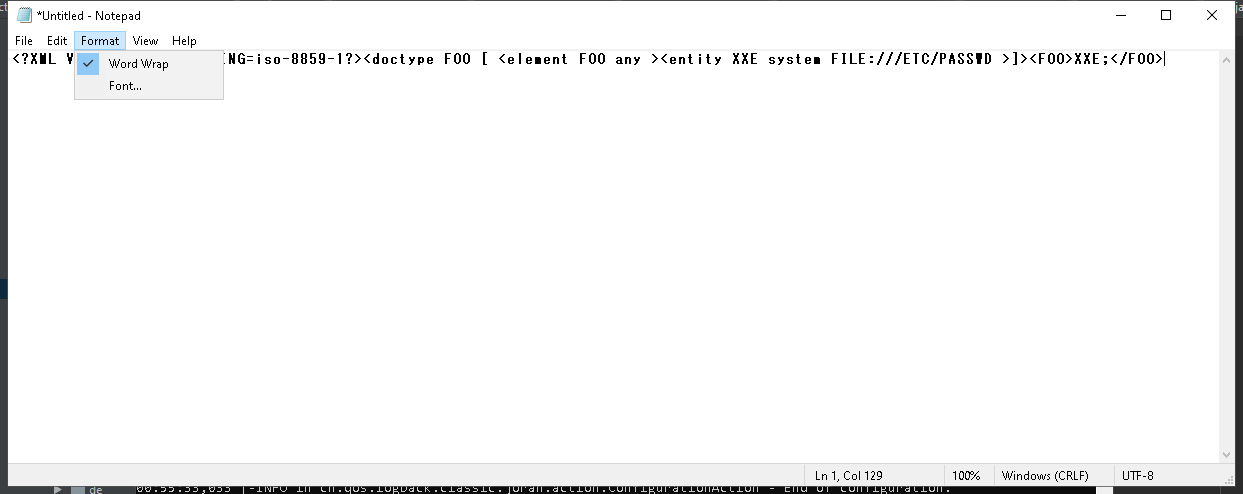 *Untitled - Notepad
File Edit Format View Help
<?XML V NG=iso-8859-1?><doctype FOO [ <element FOO any ><entity XXE system FILE:///ETC/PASSWD >]><FOO>XXE;</FOO>
Word Wrap
Font...
Ln 1, Col 129 100% Windows (CRLF) UTF-8
de 00:55:33,033 |-INFO in ch.qos.logback.classic.joran.action.ConfigurationAction - End of configuration.